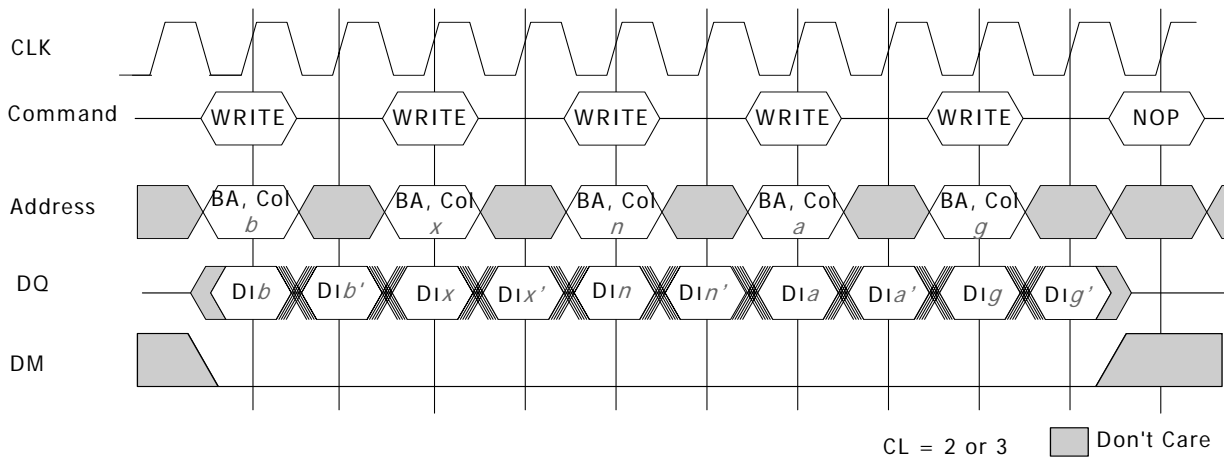 CLK
Command WRITE WRITE WRITE WRITE WRITE NOP
Address BA, Col BA, Col BA, Col BA, Col BA, Col
b x n a g
DQ DIb DIb' DIx DIx' DIn DIn' DIa DIa' DIg DIg'
DM
CL = 2 or 3 Don't Care